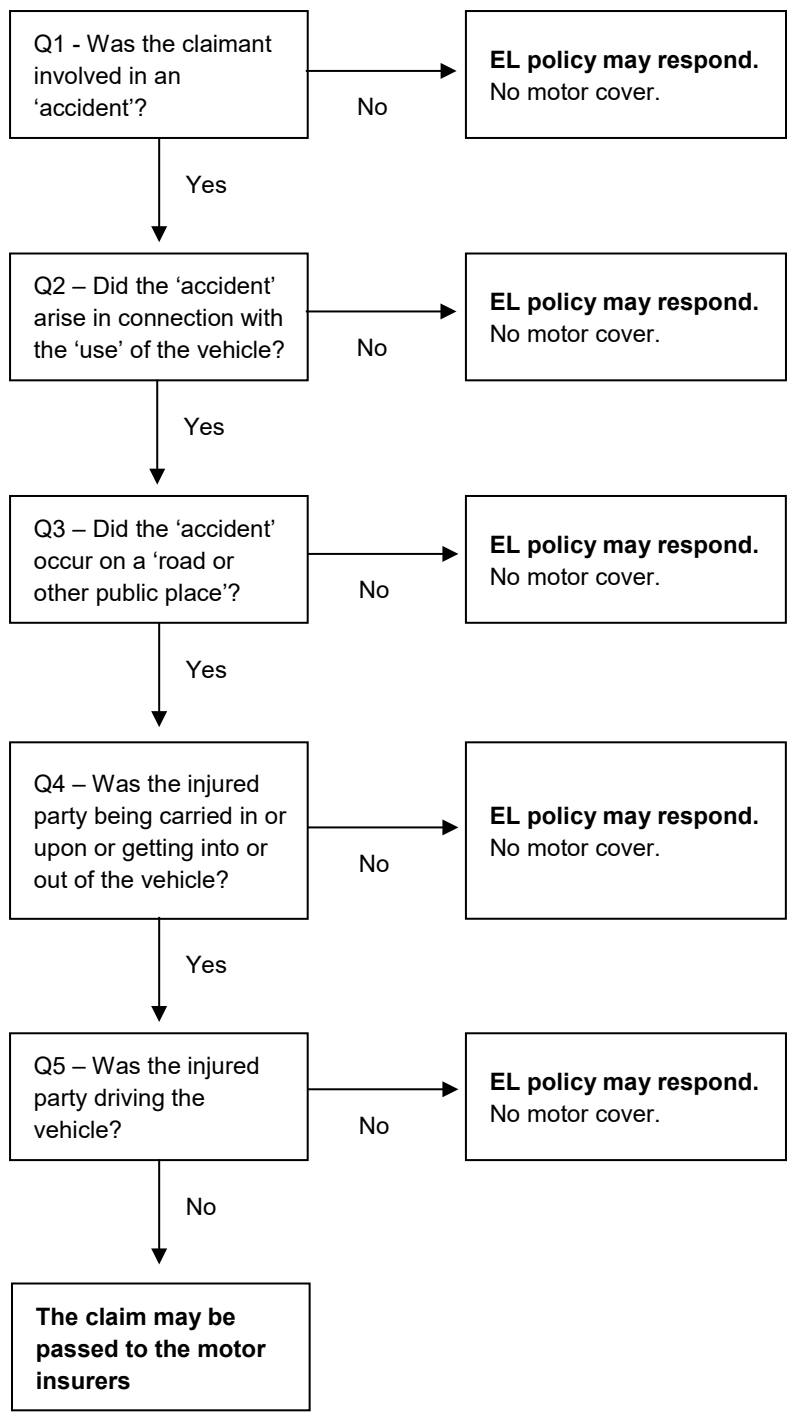 Q1 - Was the claimant
involved in an
‘accident’?
No
EL policy may respond.
No motor cover.
Yes
Q2 – Did the ‘accident’
arise in connection with
the ‘use’ of the vehicle?
No
EL policy may respond.
No motor cover.
Yes
Q3 – Did the ‘accident’
occur on a ‘road or
other public place’?
No
EL policy may respond.
No motor cover.
Yes
Q4 – Was the injured
party being carried in or
upon or getting into or
out of the vehicle?
No
EL policy may respond.
No motor cover.
Yes
Q5 – Was the injured
party driving the
vehicle?
No
EL policy may respond.
No motor cover.
No
The claim may be
passed to the motor
insurers